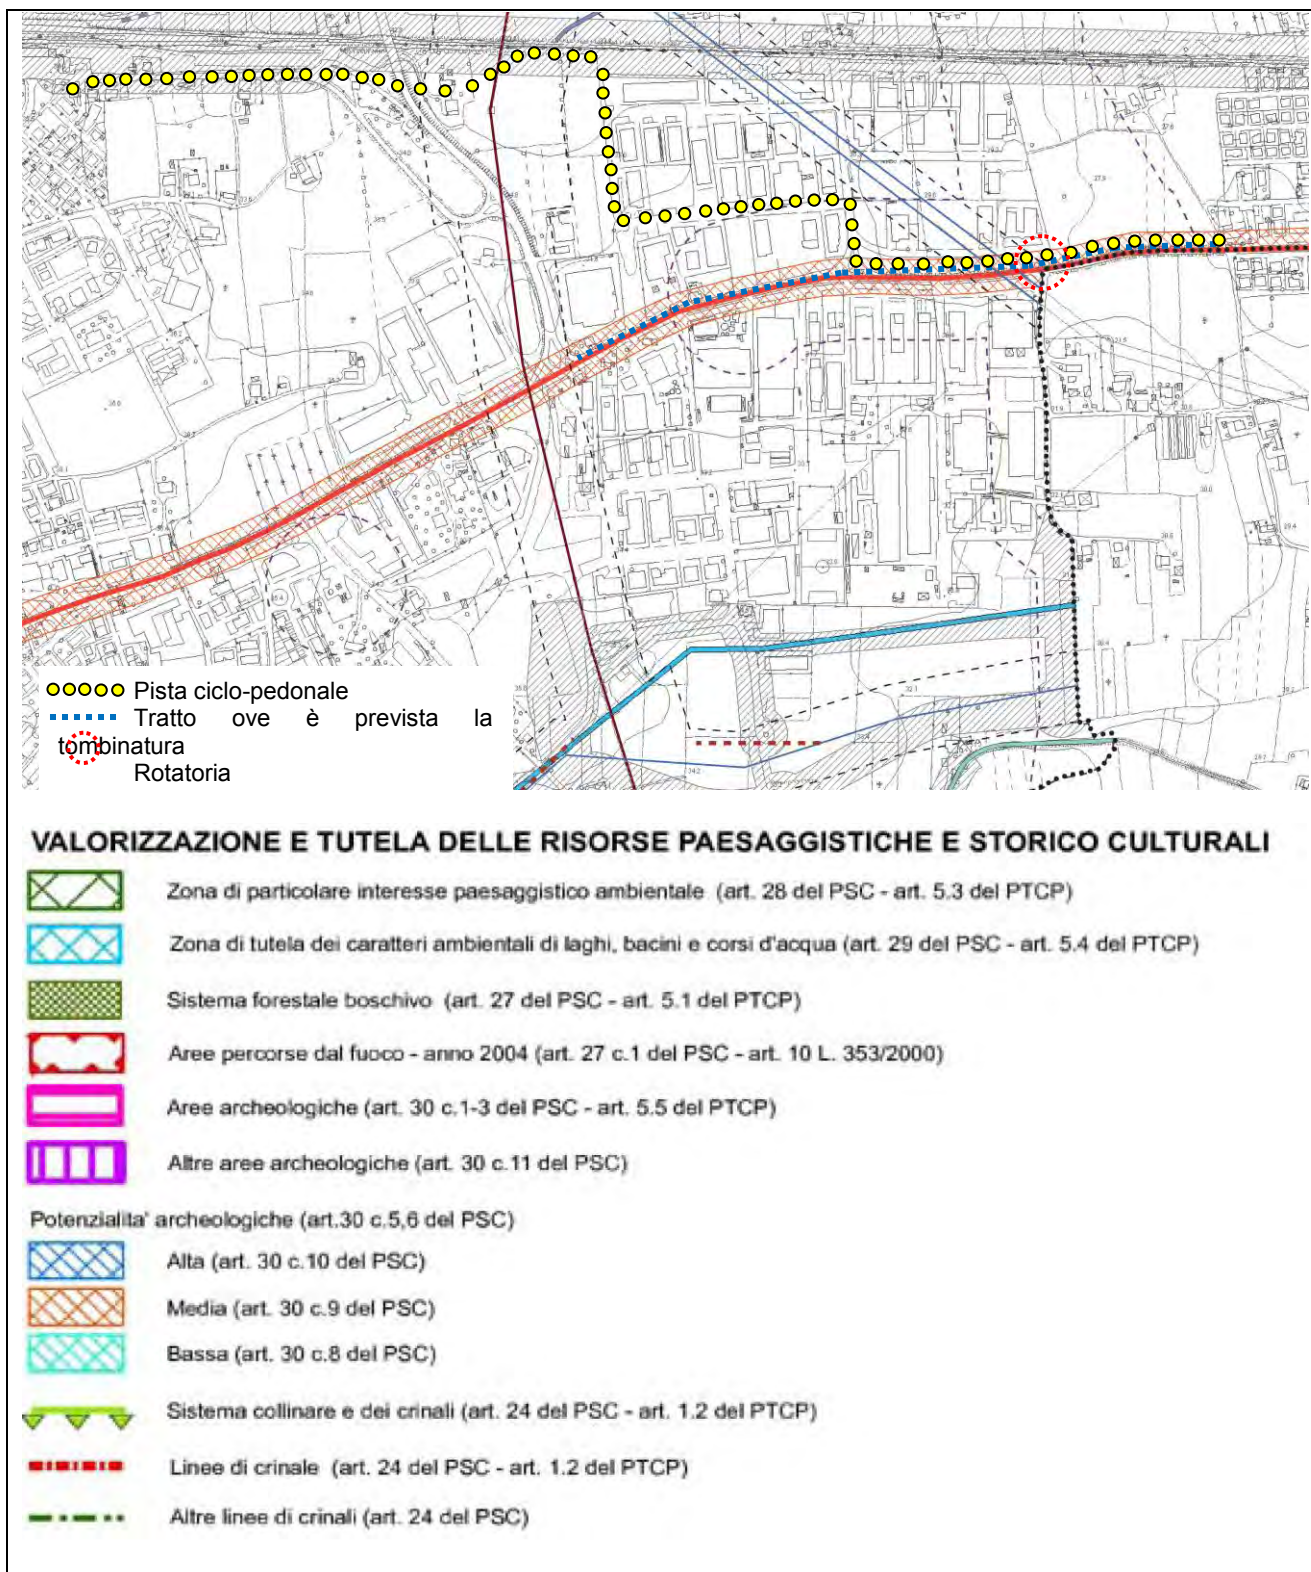 Pista ciclo-pedonale
Tratto ove è prevista la
tombinatura
Rotatoria
VALORIZZAZIONE E TUTELA DELLE RISORSE PAESAGGISTICHE E STORICO CULTURALI
Zona di particolare interesse paesaggistico ambientale (art. 28 del PSC - art. 5.3 del PTCP)
Zona di tutela dei caratteri ambientali di laghi, bacini e corsi d'acqua (art. 29 del PSC - art. 5.4 del PTCP)
Sistema forestale boschivo (art. 27 del PSC - art. 5.1 del PTCP)
Aree percorse dal fuoco - anno 2004 (art. 27 c.1 del PSC - art. 10 L. 353/2000)
Aree archeologiche (art. 30 c.1-3 del PSC - art. 5.5 del PTCP)
Altre aree archeologiche (art. 30 c.11 del PSC)
Potenzialita' archeologiche (art.30 c.5,6 del PSC)
Alta (art. 30 c.10 del PSC)
Media (art. 30 c.9 del PSC)
Bassa (art. 30 c.8 del PSC)
Sistema collinare e dei crinali (art. 24 del PSC - art. 1.2 del PTCP)
Linee di crinale (art. 24 del PSC - art. 1.2 del PTCP)
Altre linee di crinali (art. 24 del PSC)